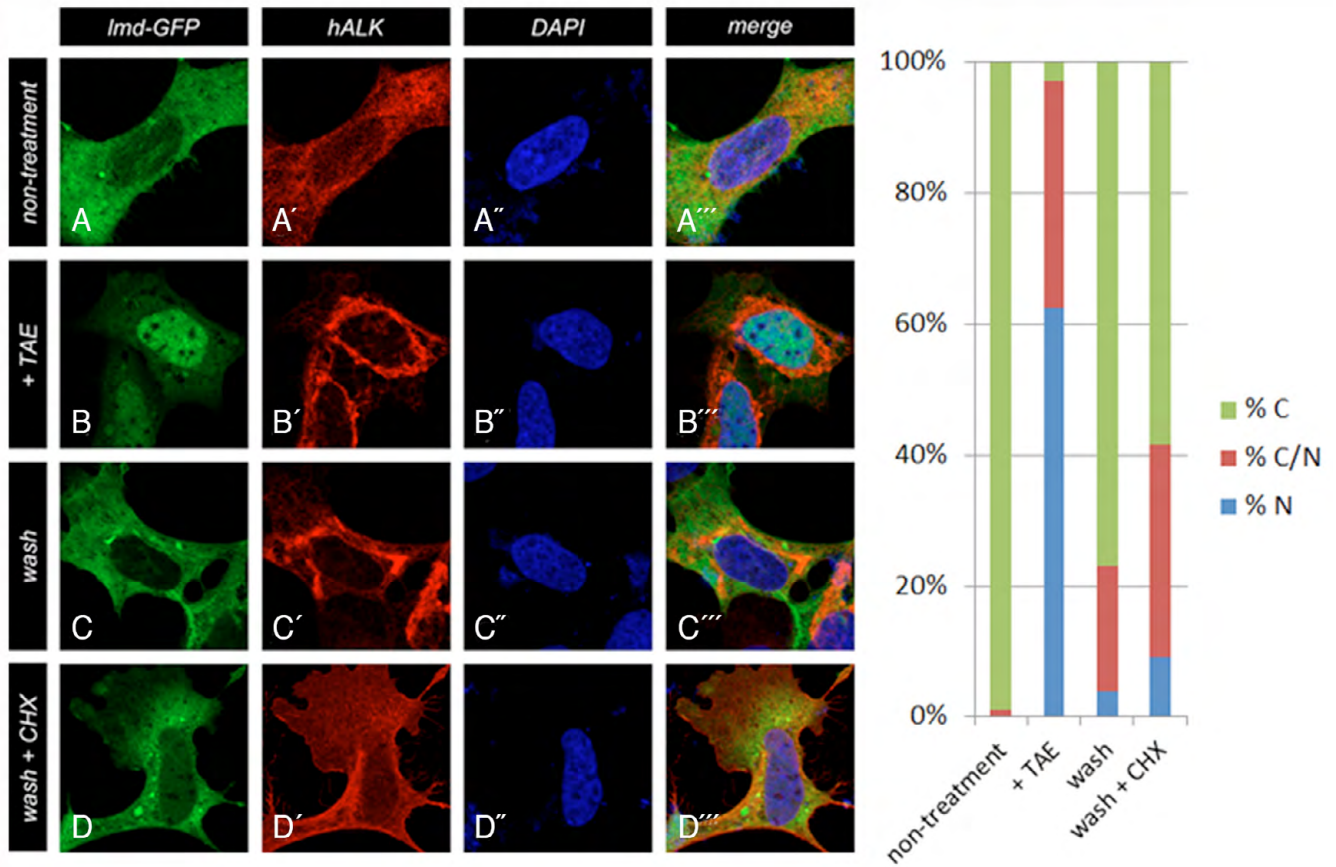 lmd-GFP hALK DAPI merge
non-treatment
A A´ A˝ A˝´
+ TAE
B B´ B˝ B˝´
wash
C C´ C˝ C˝´
wash + CHX
D D´ D˝ D˝´
100%
80%
60%
40%
20%
0%
non-treatment
+ TAE
wash
wash + CHX
% C
% C/N
% N